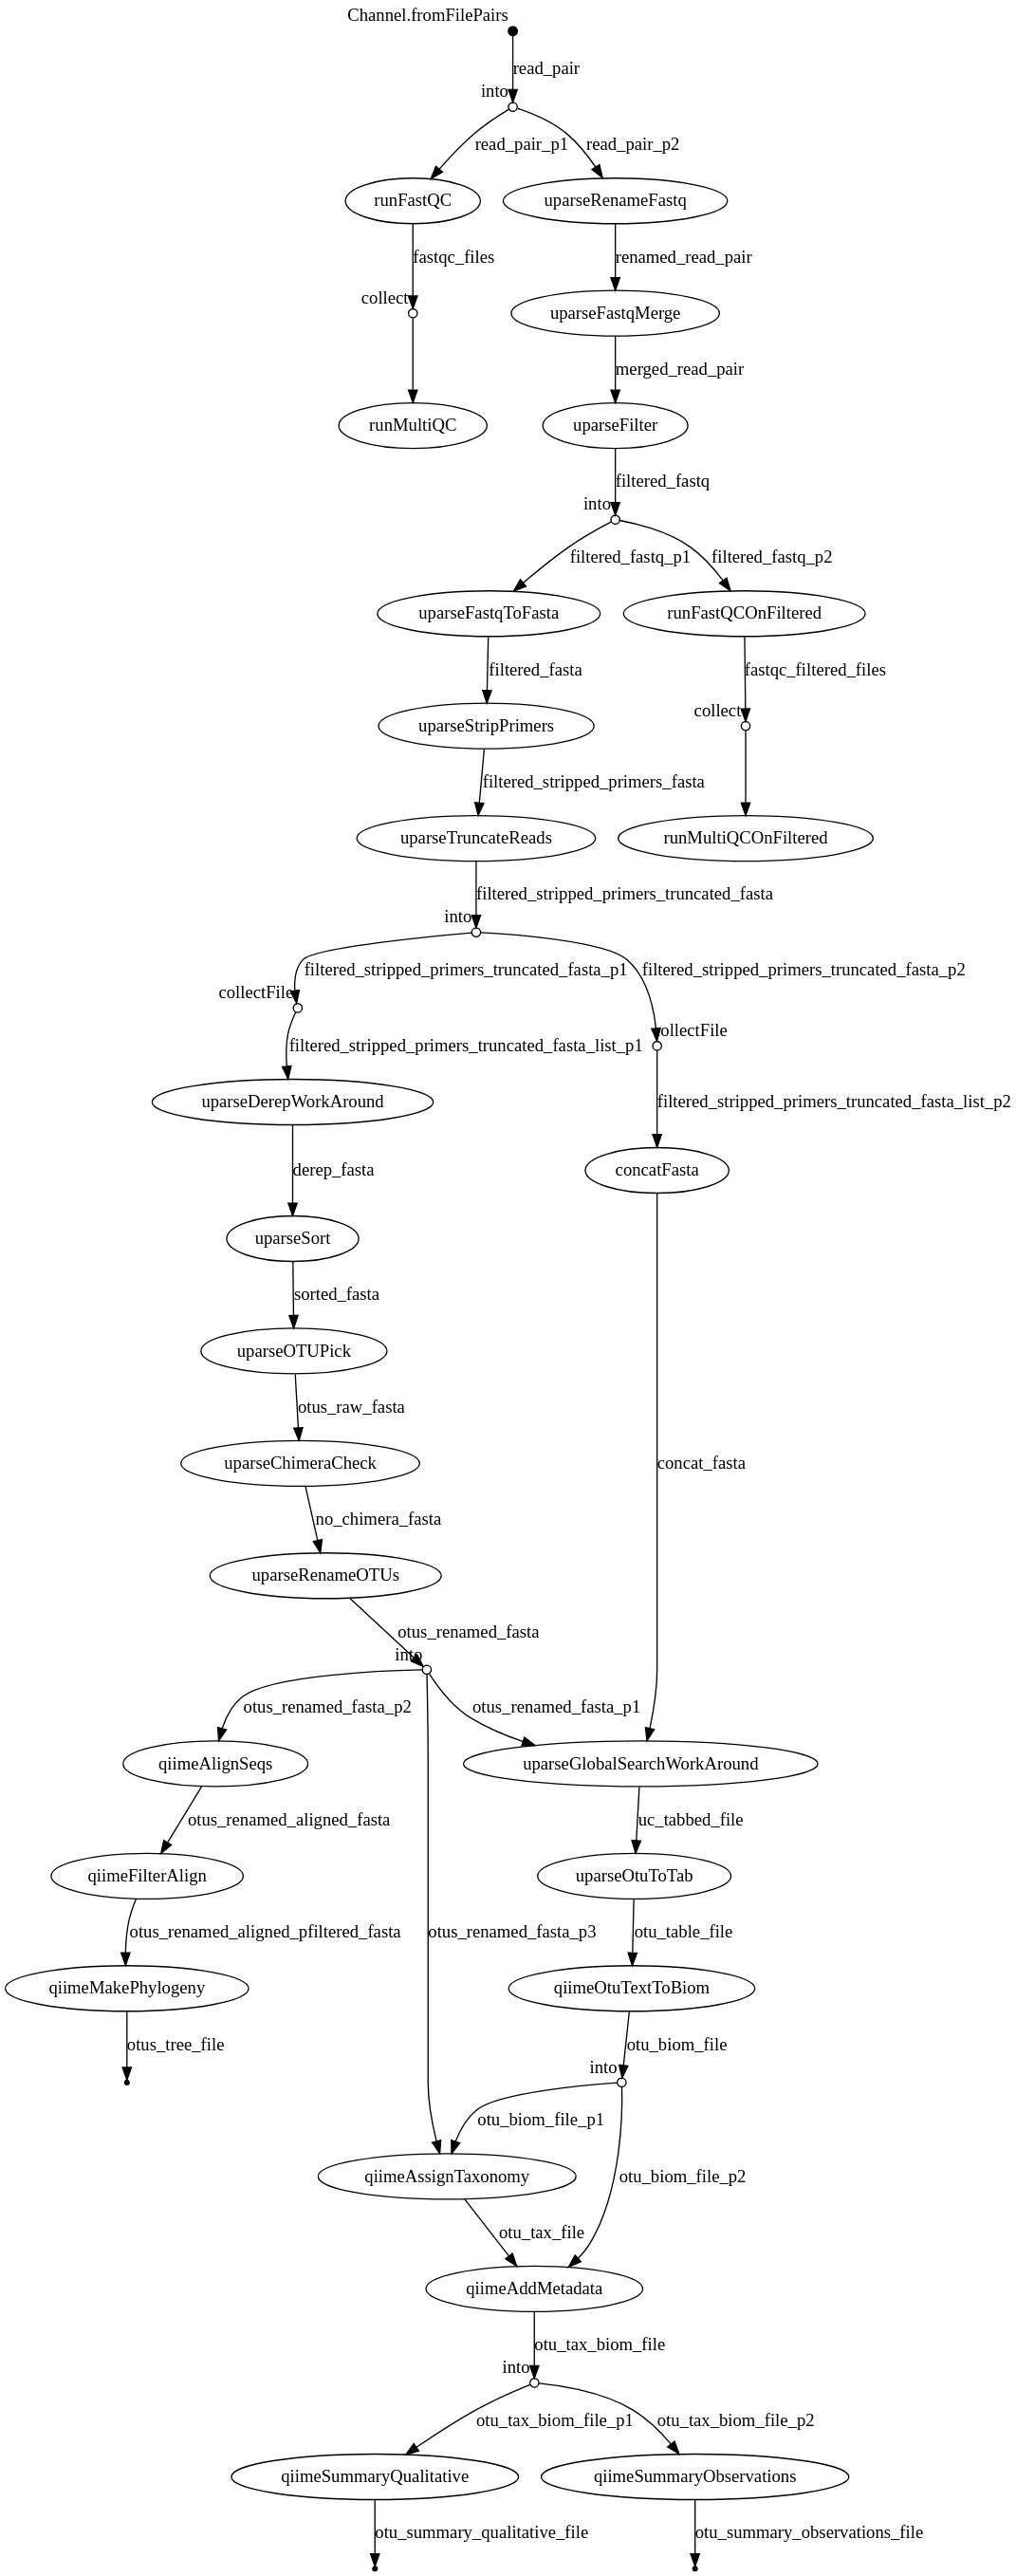 Channel.fromFilePairs
read_pair
into
read_pair_p1
read_pair_p2
runFastQC
uparseRenameFastq
fastqc_files
renamed_read_pair
collect
uparseFastqMerge
merged_read_pair
runMultiQC
uparseFilter
filtered_fastq
into
filtered_fastq_p1
filtered_fastq_p2
uparseFastqToFasta
runFastQCOnFiltered
filtered_fasta
fastqc_filtered_files
collect
uparseStripPrimers
filtered_stripped_primers_fasta
uparseTruncateReads
runMultiQCOnFiltered
filtered_stripped_primers_truncated_fasta
into
filtered_stripped_primers_truncated_fasta_p1
filtered_stripped_primers_truncated_fasta_p2
collectFile
collectFile
filtered_stripped_primers_truncated_fasta_list_p1
uparseDerepWorkAround
filtered_stripped_primers_truncated_fasta_list_p2
derep_fasta
concatFasta
uparseSort
sorted_fasta
uparseOTUPick
otus_raw_fasta
uparseChimeraCheck
concat_fasta
no_chimera_fasta
uparseRenameOTUs
otus_renamed_fasta
into
otus_renamed_fasta_p2
otus_renamed_fasta_p1
qiimeAlignSeqs
uparseGlobalSearchWorkAround
otus_renamed_aligned_fasta
uc_tabbed_file
qiimeFilterAlign
uparseOtuToTab
otus_renamed_aligned_pfiltered_fasta
otus_renamed_fasta_p3
otu_table_file
qiimeMakePhylogeny
qiimeOtuTextToBiom
otus_tree_file
otu_biom_file
into
otu_biom_file_p1
qiimeAssignTaxonomy
otu_biom_file_p2
otu_tax_file
qiimeAddMetadata
otu_tax_biom_file
into
otu_tax_biom_file_p1
otu_tax_biom_file_p2
qiimeSummaryQualitative
qiimeSummaryObservations
otu_summary_qualitative_file
otu_summary_observations_file